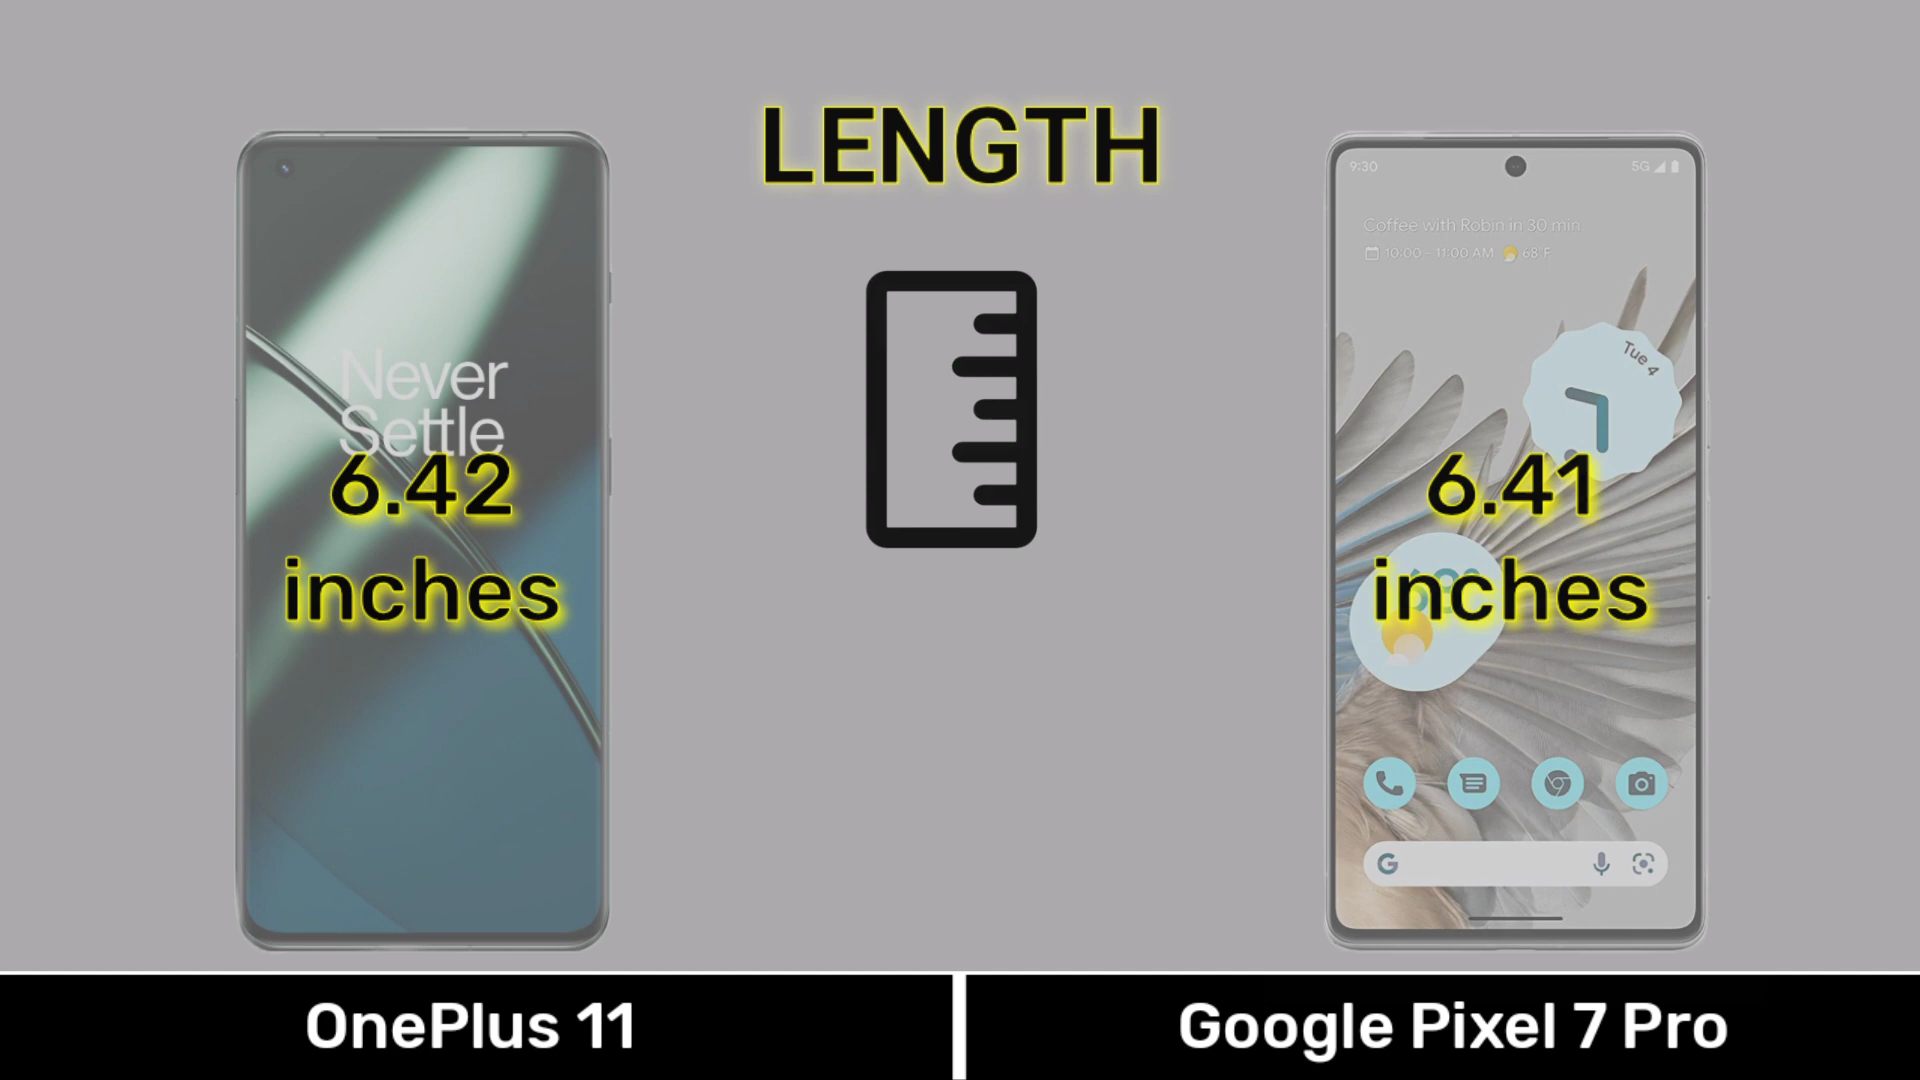 LENGTH
Never
Settle
6.42
inches
9:30
5G
Coffee with Robin in 30 min
10:00 - 11:00 AM 68°F
Tue 4
6.41
inches
G
OnePlus 11
Google Pixel 7 Pro